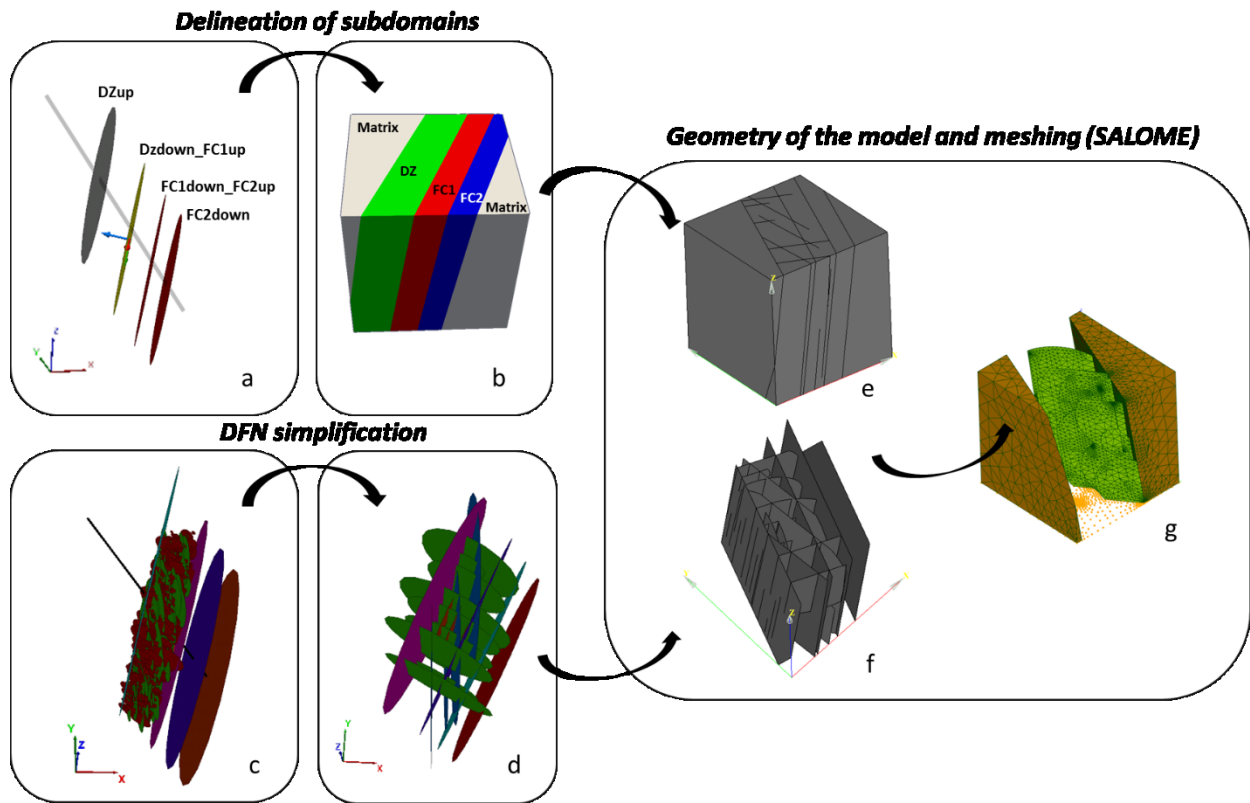 Delineation of subdomains
DZup
Dzdown_FC1up
FC1down_FC2up
FC2down
Z
Y
X
a
Matrix
DZ
FC1
FC2
Matrix
b
Geometry of the model and meshing (SALOME)
Z
e
Z
f
g
DFN simplification
Y
Z
X
c
Y
Z
X
d